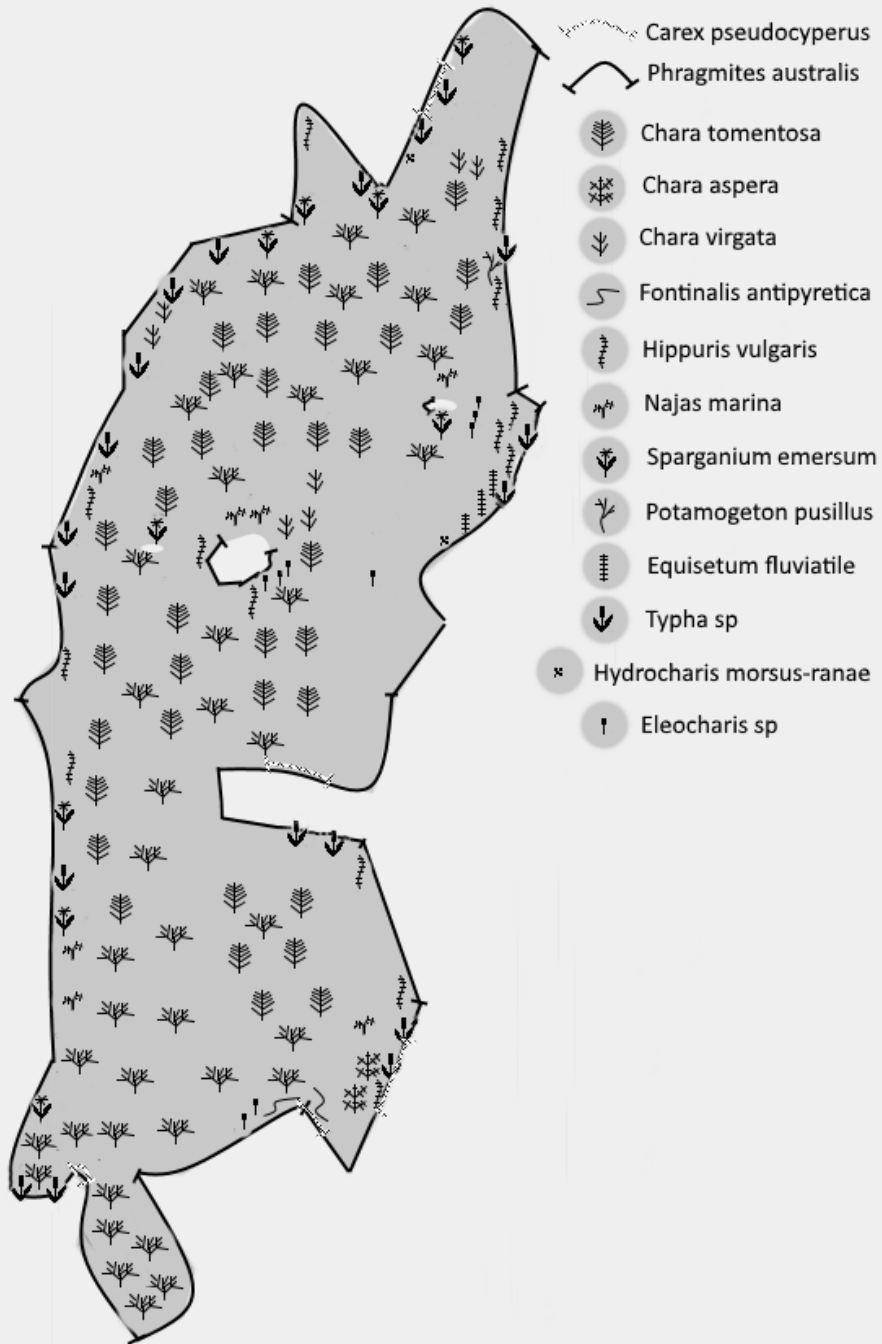 Carex pseudocyperus
Phragmites australis
Chara tomentosa
Chara aspera
Chara virgata
Fontinalis antipyretica
Hippuris vulgaris
Najas marina
Sparganium emersum
Potamogeton pusillus
Equisetum fluviatile
Typha sp
Hydrocharis morsus-ranae
Eleocharis sp